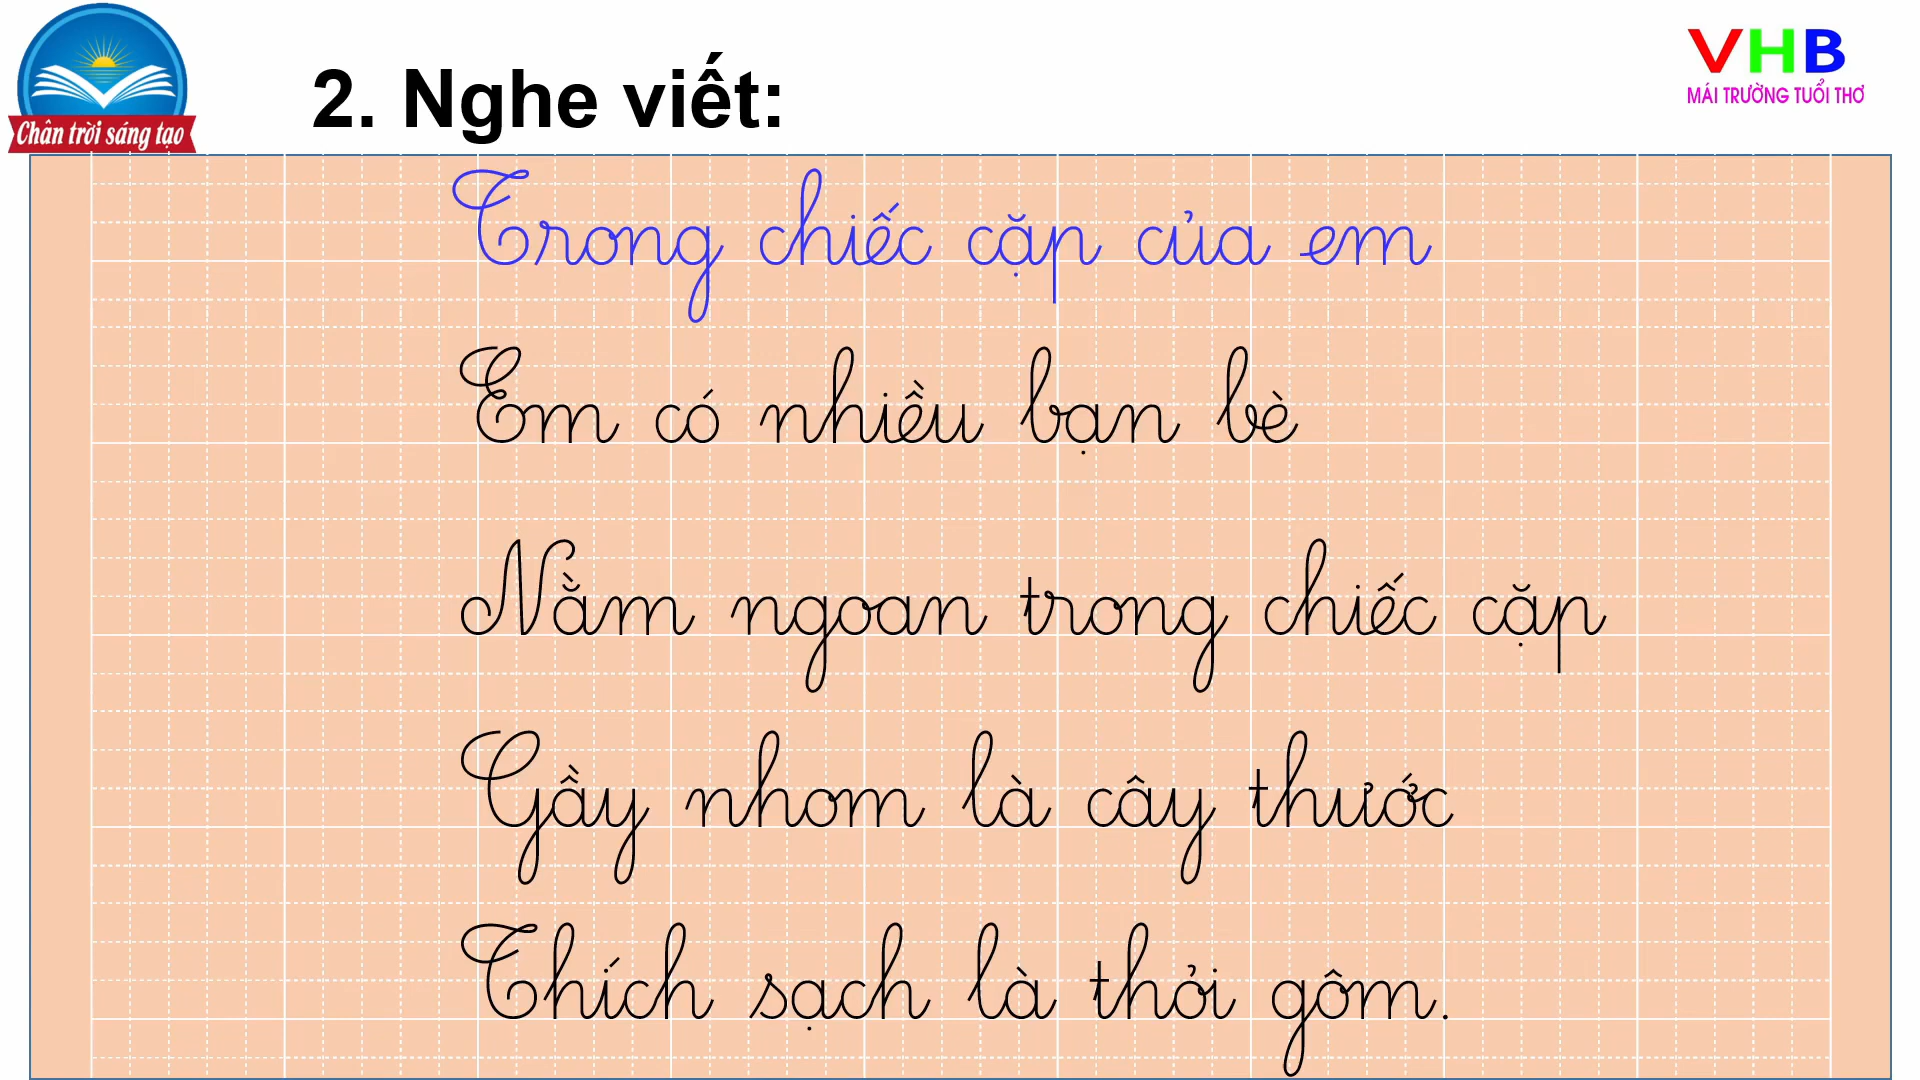 Chân trời sáng tạo
2. Nghe viết:
VHB
MÁI TRƯỜNG TUỔI THƠ
Trong chiếc cặp của em
Em có nhiều bạn bè
Nằm ngoan trong chiếc cặp
Gầy nhom là cây thước
Thích sạch là thỏi gôm.